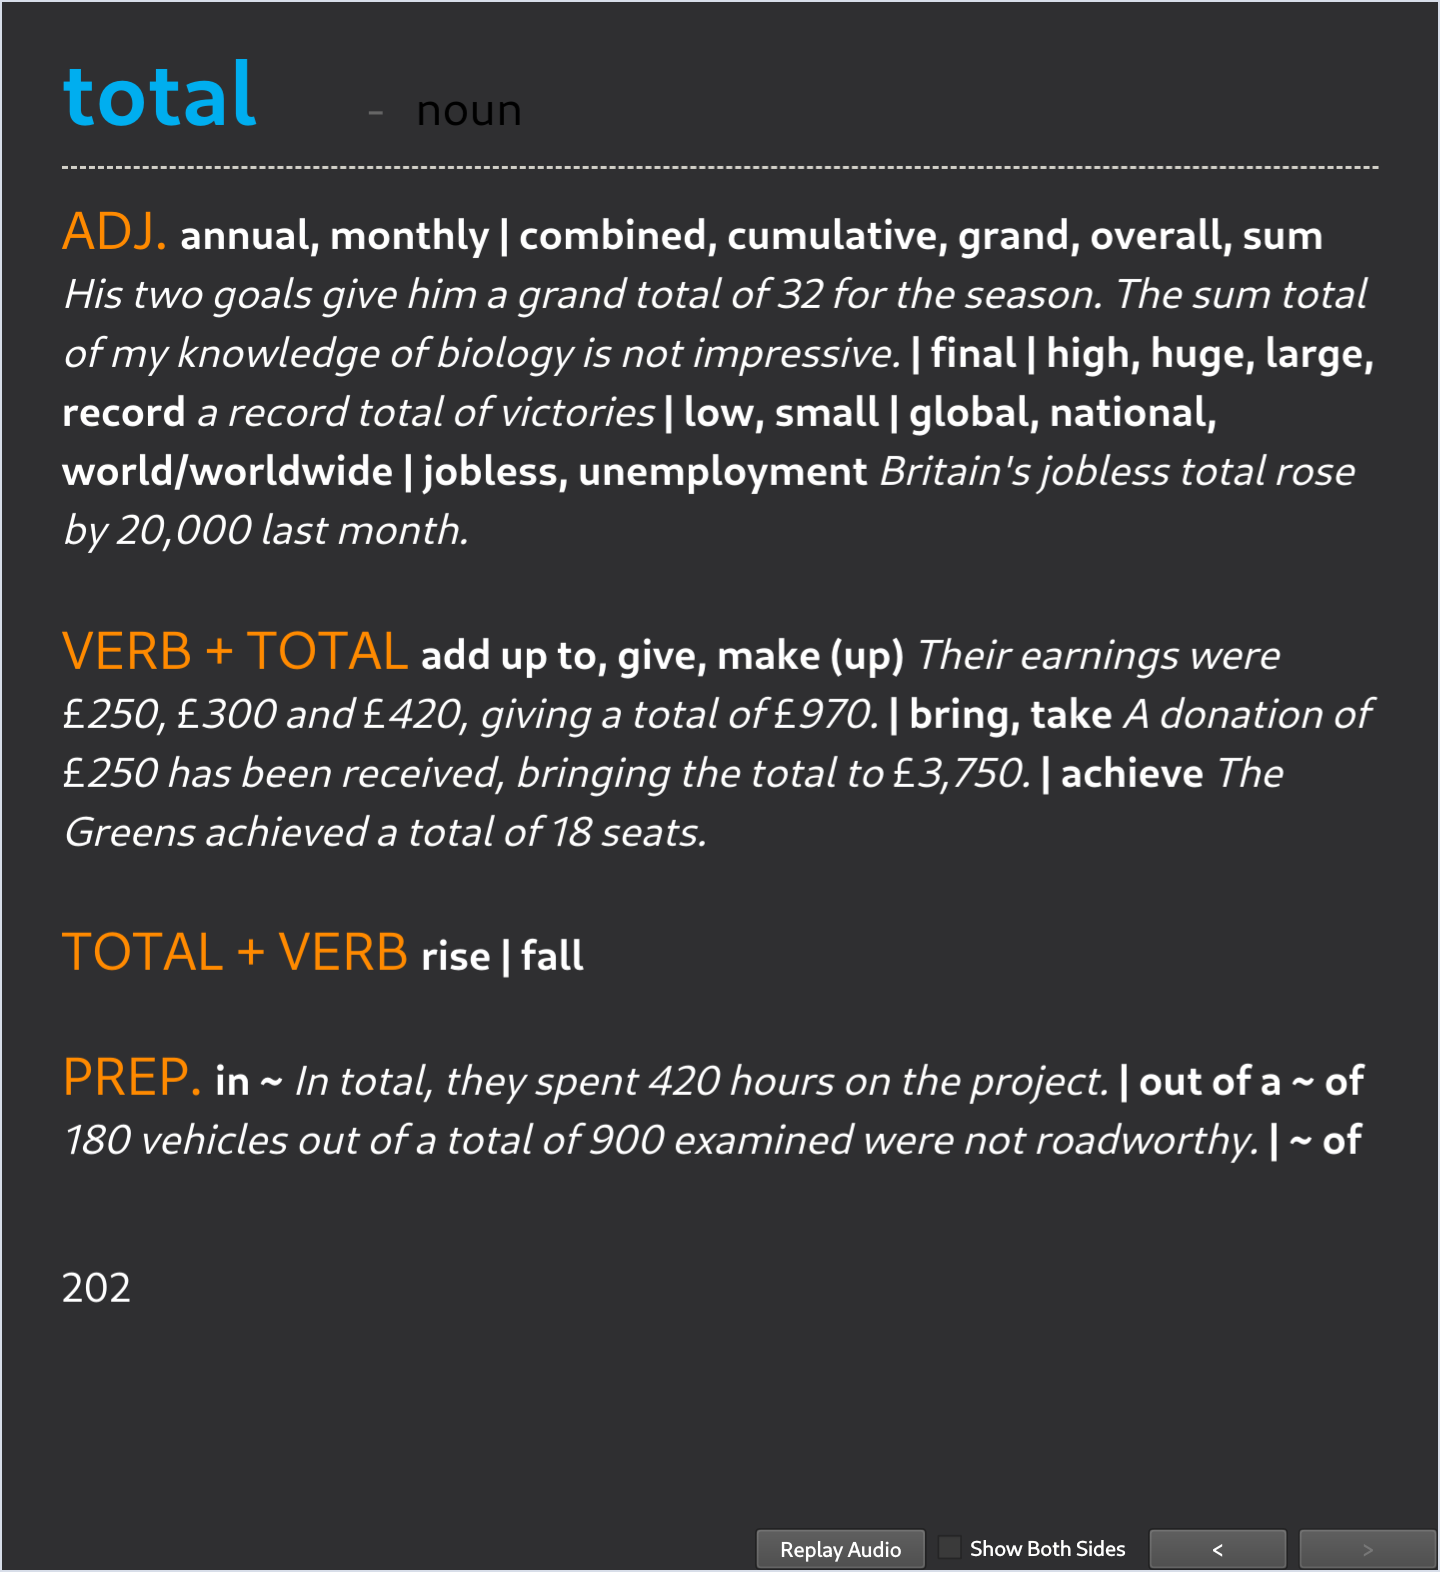 total - noun
ADJ. annual, monthly | combined, cumulative, grand, overall, sum
His two goals give him a grand total of 32 for the season. The sum total
of my knowledge of biology is not impressive. | final | high, huge, large,
record a record total of victories | low, small | global, national,
world/worldwide | jobless, unemployment Britain's jobless total rose
by 20,000 last month.
VERB + TOTAL add up to, give, make (up) Their earnings were
£250, £300 and £420, giving a total of £970. | bring, take A donation of
£250 has been received, bringing the total to £3,750. | achieve The
Greens achieved a total of 18 seats.
TOTAL + VERB rise | fall
PREP. in ~ In total, they spent 420 hours on the project. | out of a ~ of
180 vehicles out of a total of 900 examined were not roadworthy. | ~ of
202
Replay Audio Show Both Sides < >